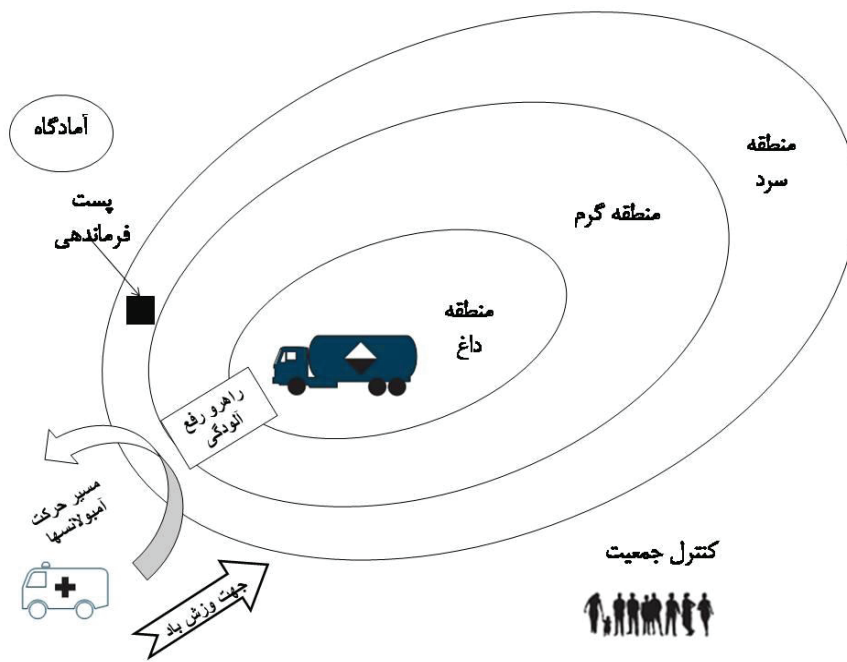 آمادگاه
منطقه
سرد
پست
فرماندهی
منطقه گرم
منطقه
داغ
راهرو رفع
آلودگی
مسیر حرکت
آمبولانسها
جهت وزش باد
کنترل جمعیت